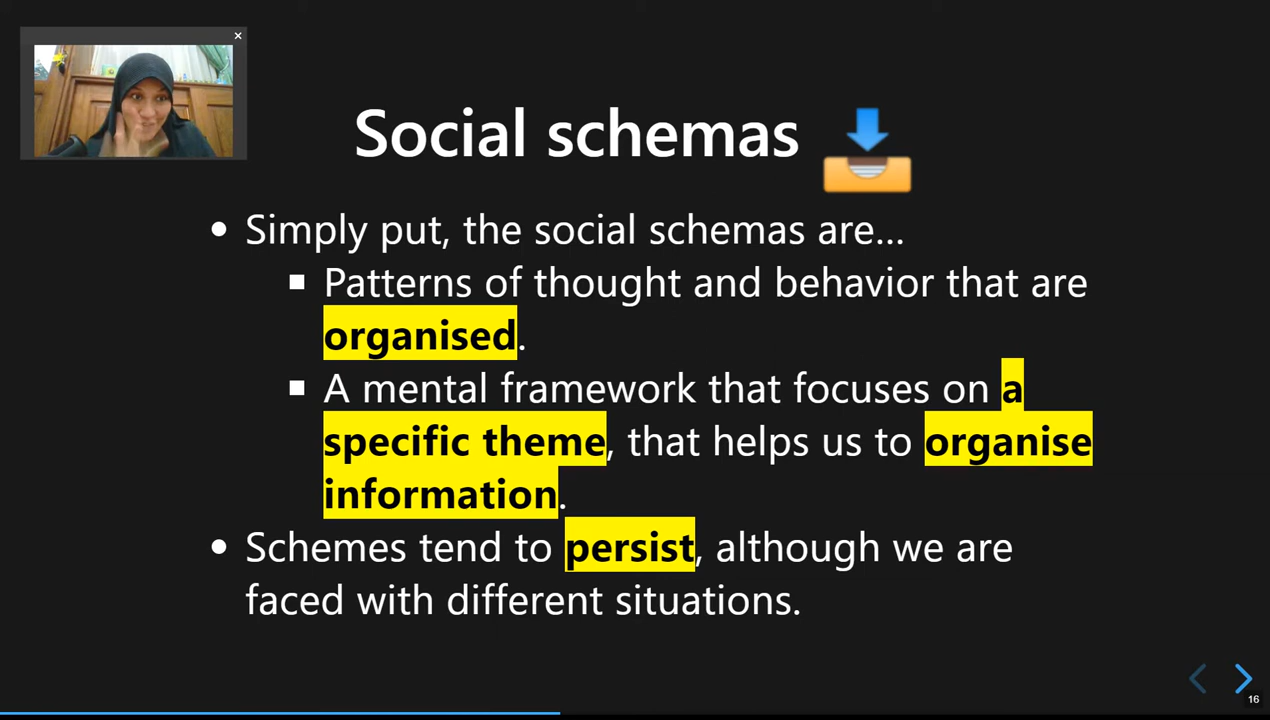 Social schemas
Simply put, the social schemas are...
Patterns of thought and behavior that are
organised.
A mental framework that focuses on a
specific theme, that helps us to organise
information.
Schemes tend to persist, although we are
faced with different situations.
16